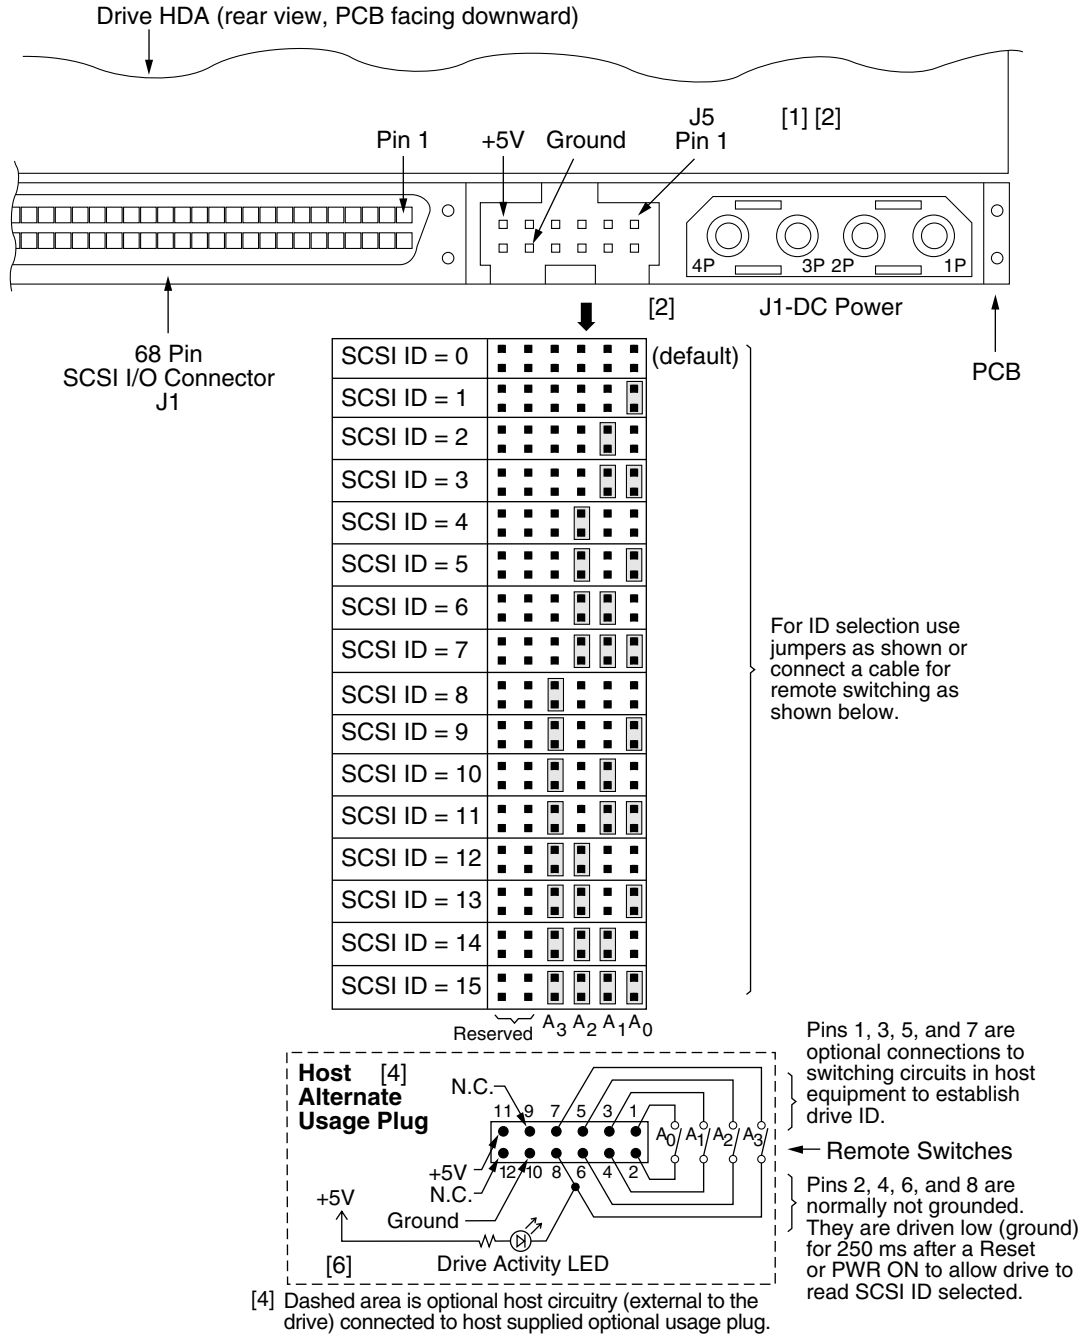 Drive HDA (rear view, PCB facing downward)
J5
[1] [2]
Pin 1
+5V
Ground
Pin 1
4P
3P
2P
1P
[2]
J1-DC Power
68 Pin
SCSI I/O Connector
J1
PCB
SCSI ID = 0
(default)
SCSI ID = 1
SCSI ID = 2
SCSI ID = 3
SCSI ID = 4
SCSI ID = 5
SCSI ID = 6
SCSI ID = 7
SCSI ID = 8
SCSI ID = 9
SCSI ID = 10
SCSI ID = 11
SCSI ID = 12
SCSI ID = 13
SCSI ID = 14
SCSI ID = 15
For ID selection use
jumpers as shown or
connect a cable for
remote switching as
shown below.
Reserved A3 A2 A1 A0
Host [4]
Alternate
Usage Plug
N.C.
11 9 7 5 3 1
A0 A1 A2 A3
12 10 8 6 4 2
+5V
N.C.
Ground
+5V
[6]
Drive Activity LED
Pins 1, 3, 5, and 7 are
optional connections to
switching circuits in host
equipment to establish
drive ID.
Remote Switches
Pins 2, 4, 6, and 8 are
normally not grounded.
They are driven low (ground)
for 250 ms after a Reset
or PWR ON to allow drive to
read SCSI ID selected.
[4] Dashed area is optional host circuitry (external to the
drive) connected to host supplied optional usage plug.